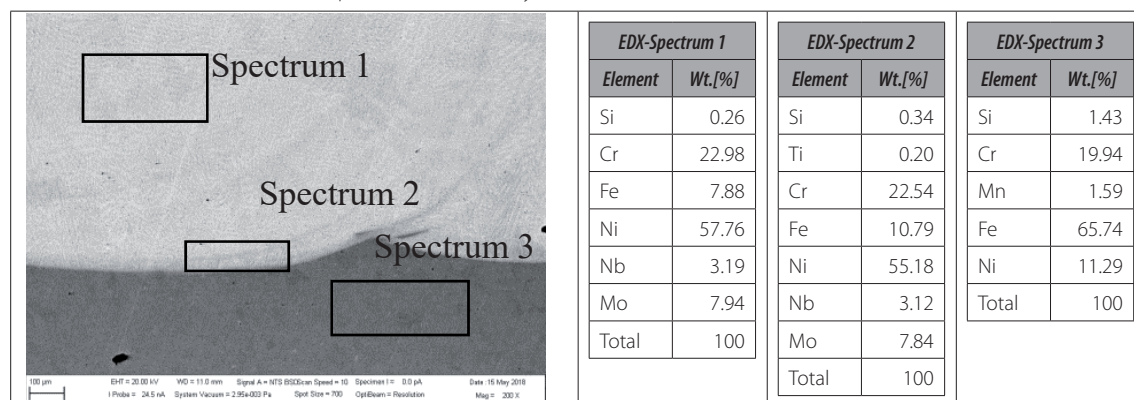 Spectrum 1
Spectrum 2
Spectrum 3
100 µm
EHT = 20.00 kV WD = 11.0 mm Signal A = NTS BSD Scan Speed = 10 Specimen I = 0.0 pA Date :15 May 2018
I Probe = 24.5 nA System Vacuum = 2.95e-003 Pa Spot Size = 700 OptiBeam = Resolution Mag = 200 X
EDX-Spectrum 1
Element Wt.[%]
Si 0.26
Cr 22.98
Fe 7.88
Ni 57.76
Nb 3.19
Mo 7.94
Total 100
EDX-Spectrum 2
Element Wt.[%]
Si 0.34
Ti 0.20
Cr 22.54
Fe 10.79
Ni 55.18
Nb 3.12
Mo 7.84
Total 100
EDX-Spectrum 3
Element Wt.[%]
Si 1.43
Cr 19.94
Mn 1.59
Fe 65.74
Ni 11.29
Total 100